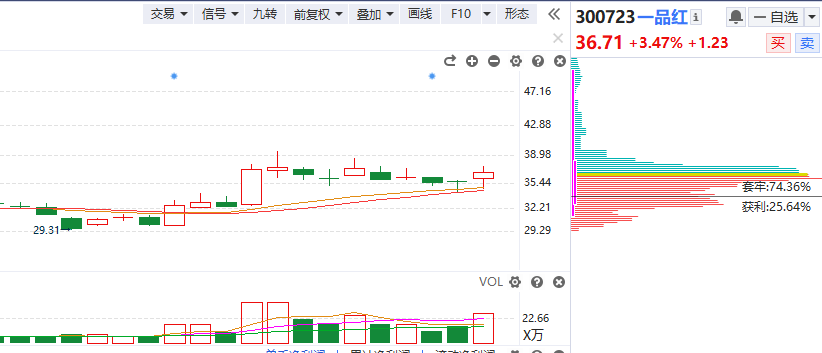 交易 信号 九转 前复权 叠加 画线 F10 形态
300723 一品红 自选
36.71 +3.47% +1.23 买 卖
47.16
42.88
38.98
35.44
套牢:74.36%
32.21
获利:25.64%
29.31
29.29
VOL
22.66
X万